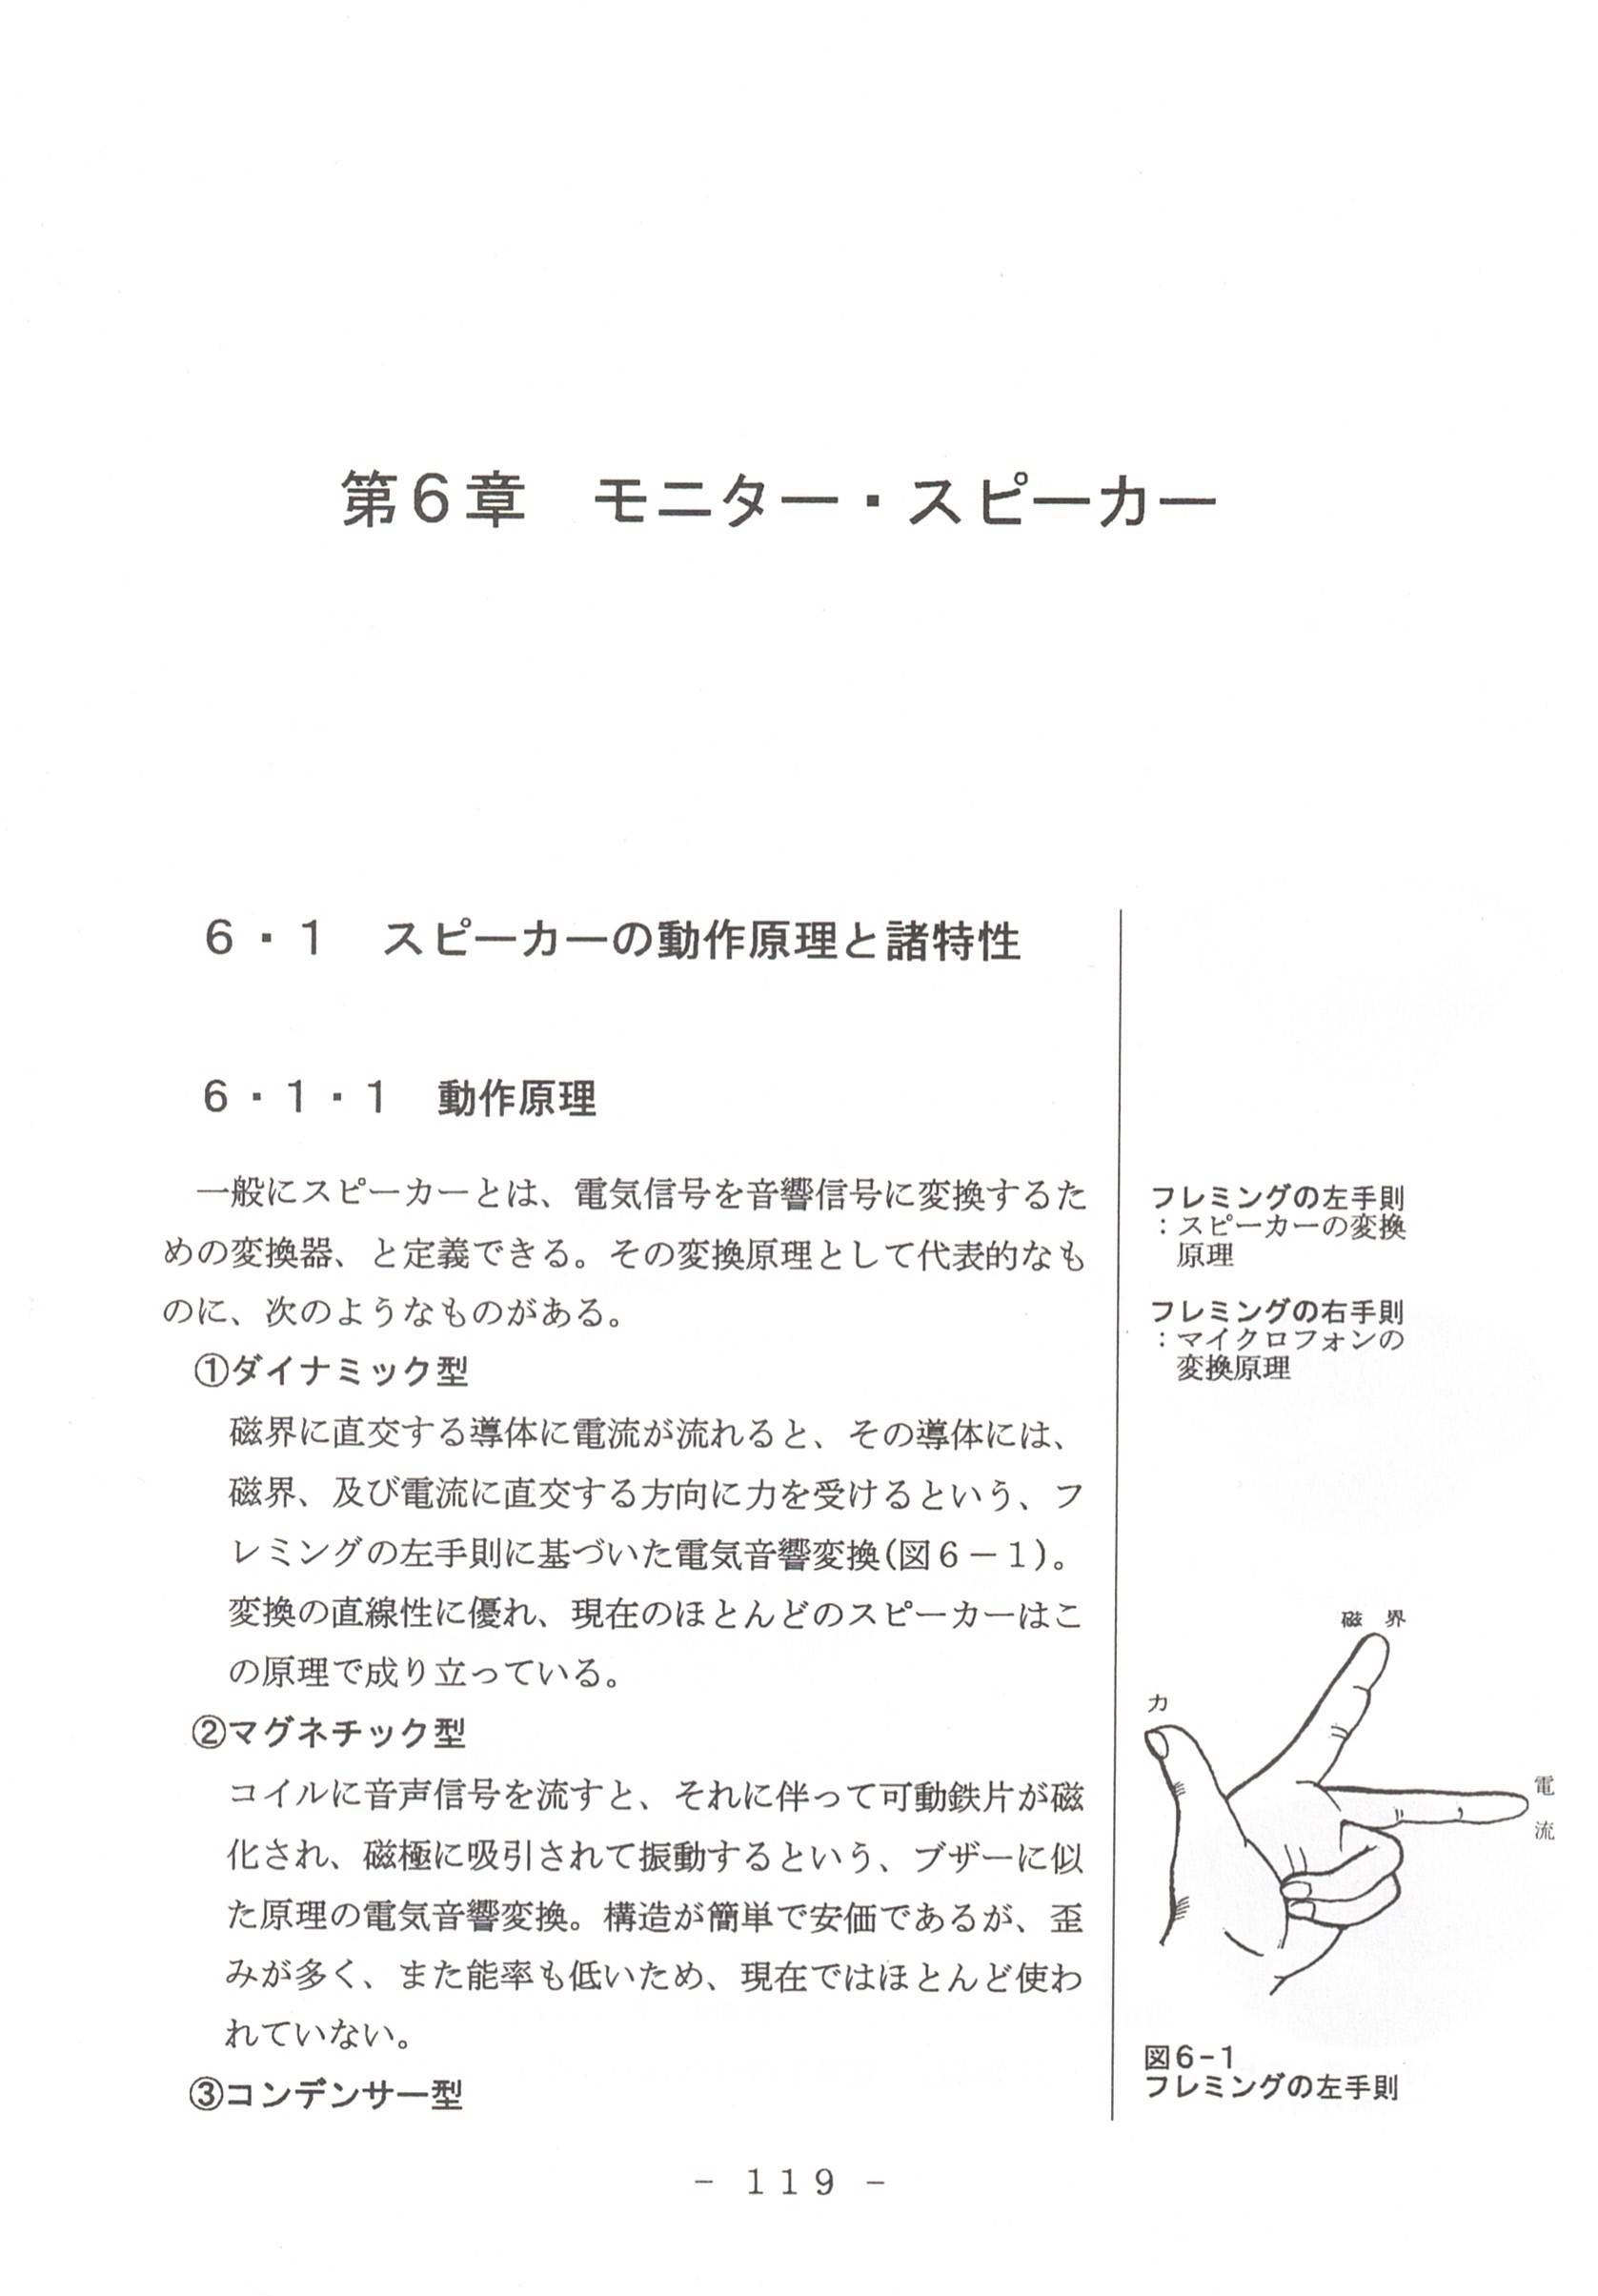 第6章　モニター・スピーカー
6・1　スピーカーの動作原理と諸特性
6・1・1　動作原理
一般にスピーカーとは、電気信号を音響信号に変換するた
めの変換器、と定義できる。その変換原理として代表的なも
のに、次のようなものがある。
①ダイナミック型
磁界に直交する導体に電流が流れると、その導体には、
磁界、及び電流に直交する方向に力を受けるという、フ
レミングの左手則に基づいた電気音響変換(図6－1)。
変換の直線性に優れ、現在のほとんどのスピーカーはこ
の原理で成り立っている。
②マグネチック型
コイルに音声信号を流すと、それに伴って可動鉄片が磁
化され、磁極に吸引されて振動するという、ブザーに似
た原理の電気音響変換。構造が簡単で安価であるが、歪
みが多く、また能率も低いため、現在ではほとんど使わ
れていない。
③コンデンサー型
フレミングの左手則
：スピーカーの変換
原理
フレミングの右手則
：マイクロフォンの
変換原理
磁　界
力
電
流
図6-1
フレミングの左手則
－ 119 －